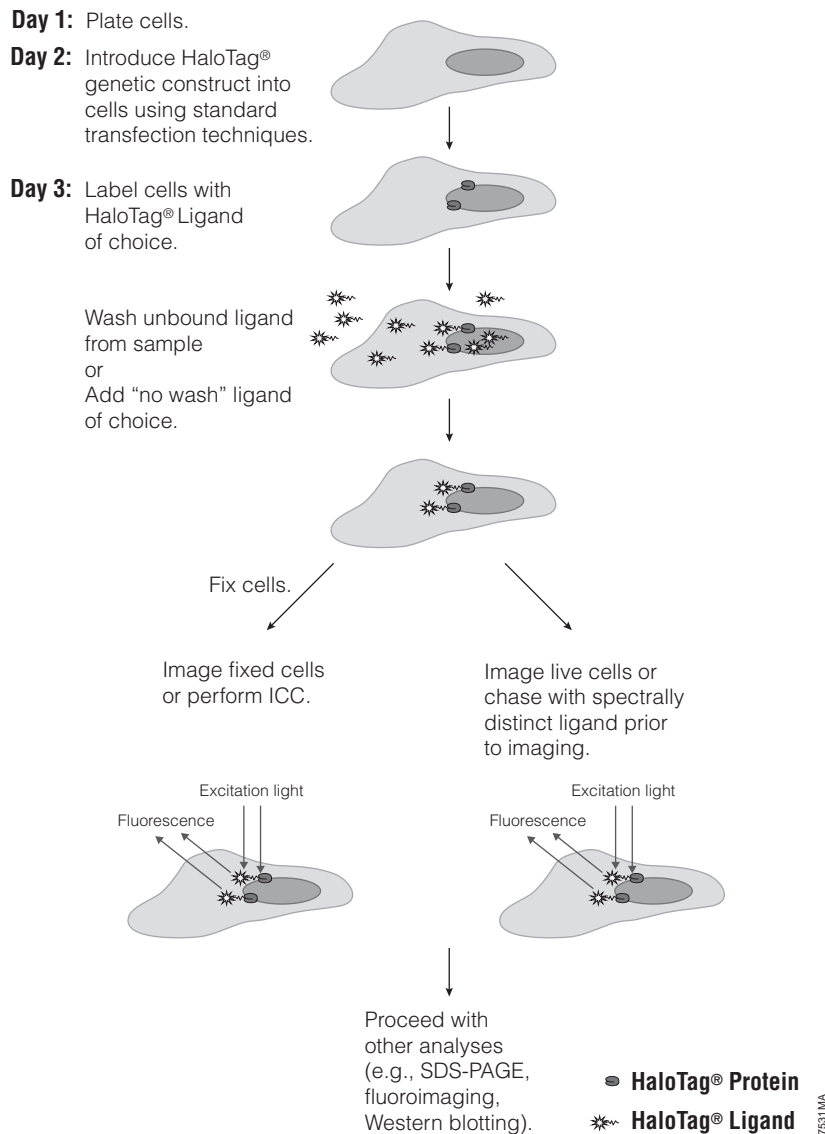 Day 1: Plate cells.
Day 2: Introduce HaloTag®
genetic construct into
cells using standard
transfection techniques.
Day 3: Label cells with
HaloTag® Ligand
of choice.
Wash unbound ligand
from sample
or
Add “no wash” ligand
of choice.
Fix cells.
Image fixed cells
or perform ICC.
Image live cells or
chase with spectrally
distinct ligand prior
to imaging.
Excitation light
Fluorescence
Excitation light
Fluorescence
Proceed with
other analyses
(e.g., SDS-PAGE,
fluoroimaging,
Western blotting).
HaloTag® Protein
HaloTag® Ligand
7531MA